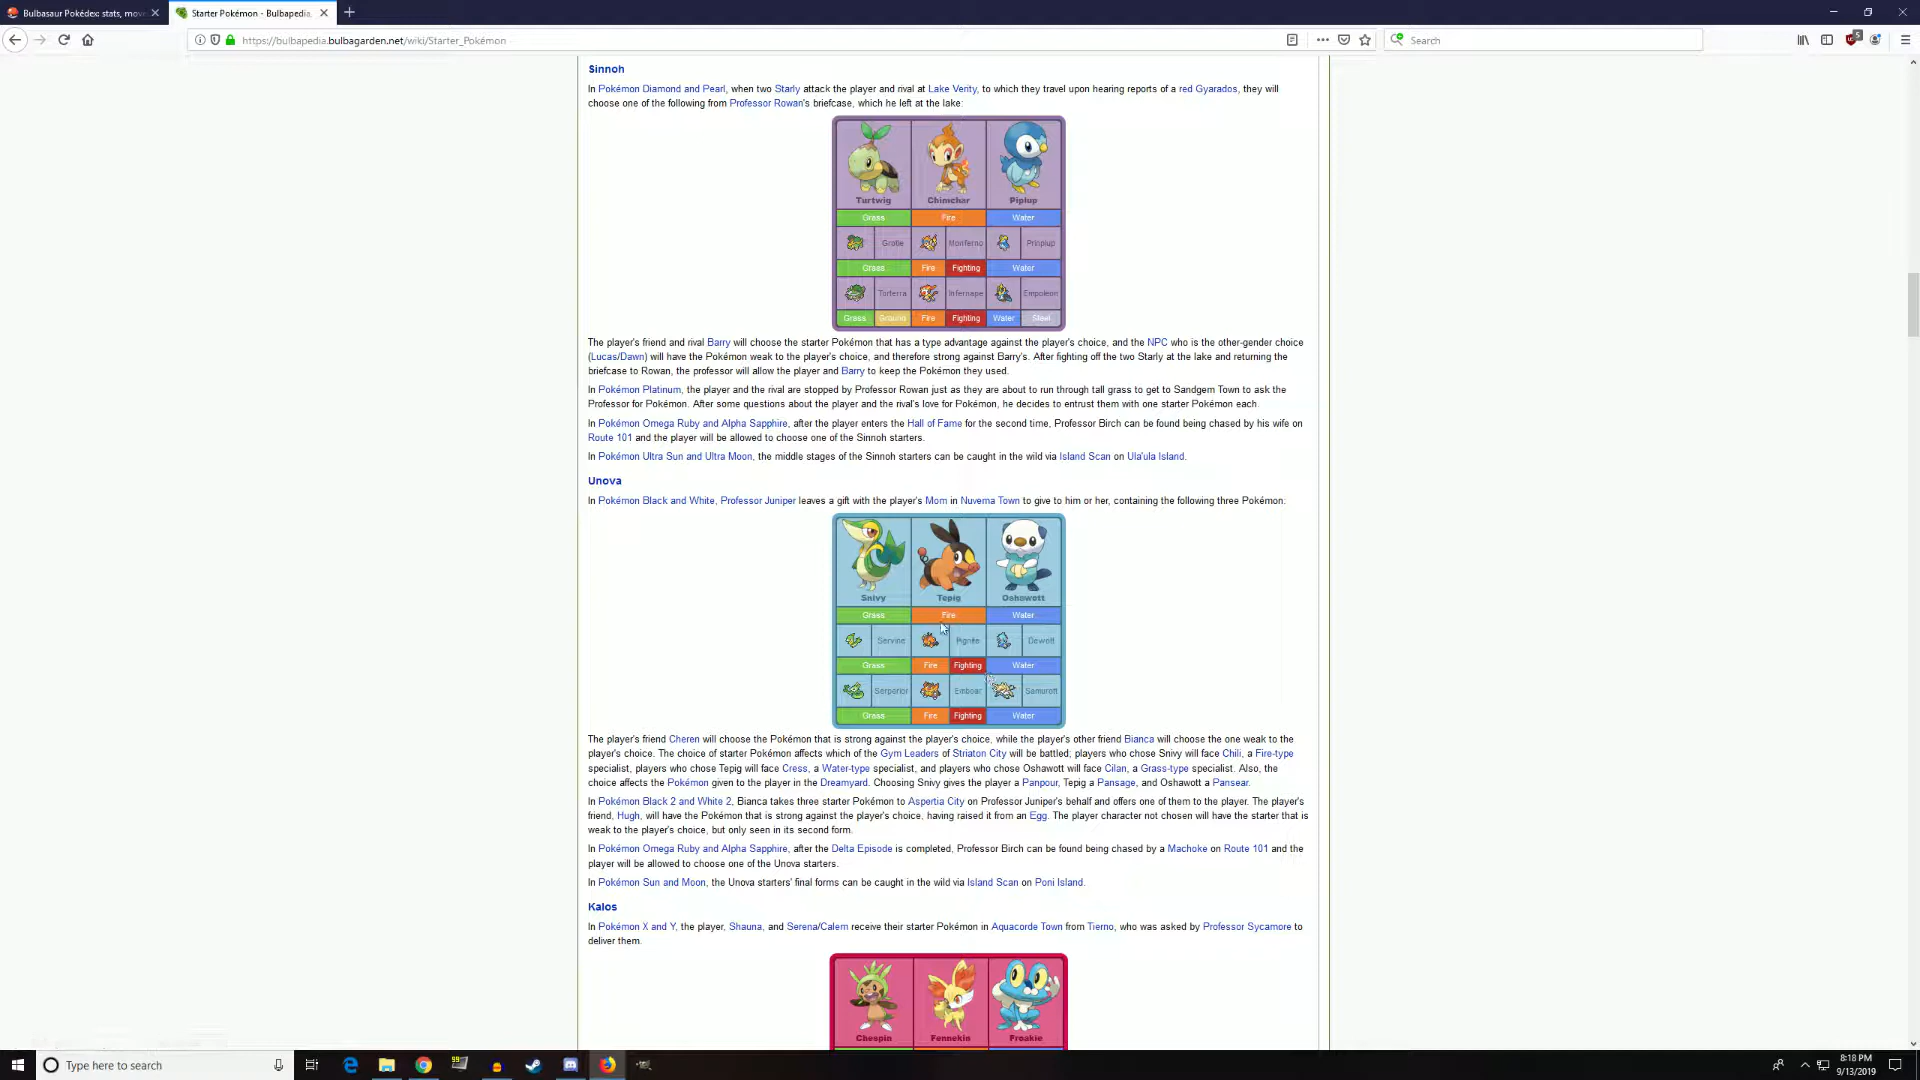 Bulbasaur Pokédex: stats, mov
Starter Pokémon - Bulbapedia,
https://bulbapedia.bulbagarden.net/wiki/Starter_Pokémon
Search
5
Sinnoh
In Pokémon Diamond and Pearl, when two Starly attack the player and rival at Lake Verity, to which they travel upon hearing reports of a red Gyarados, they will
choose one of the following from Professor Rowan's briefcase, which he left at the lake:
Turtwig Chimchar Piplup
Grass Fire Water
Grotle Monferno Prinplup
Grass Fire Fighting Water
Torterra Infernape Empoleon
Grass Ground Fire Fighting Water Steel
The player's friend and rival Barry will choose the starter Pokémon that has a type advantage against the player's choice, and the NPC who is the other-gender choice
(Lucas/Dawn) will have the Pokémon weak to the player's choice, and therefore strong against Barry's. After fighting off the two Starly at the lake and returning the
briefcase to Rowan, the professor will allow the player and Barry to keep the Pokémon they used.
In Pokémon Platinum, the player and the rival are stopped by Professor Rowan just as they are about to run through tall grass to get to Sandgem Town to ask the
Professor for Pokémon. After some questions about the player and the rival's love for Pokémon, he decides to entrust them with one starter Pokémon each.
In Pokémon Omega Ruby and Alpha Sapphire, after the player enters the Hall of Fame for the second time, Professor Birch can be found being chased by his wife on
Route 101 and the player will be allowed to choose one of the Sinnoh starters.
In Pokémon Ultra Sun and Ultra Moon, the middle stages of the Sinnoh starters can be caught in the wild via Island Scan on Ula'ula Island.
Unova
In Pokémon Black and White, Professor Juniper leaves a gift with the player's Mom in Nuvema Town to give to him or her, containing the following three Pokémon:
Snivy Tepig Oshawott
Grass Fire Water
Servine Pignite Dewott
Grass Fire Fighting Water
Serperior Emboar Samurott
Grass Fire Fighting Water
The player's friend Cheren will choose the Pokémon that is strong against the player's choice, while the player's other friend Bianca will choose the one weak to the
player's choice. The choice of starter Pokémon affects which of the Gym Leaders of Striaton City will be battled; players who chose Snivy will face Chili, a Fire-type
specialist, players who chose Tepig will face Cress, a Water-type specialist, and players who chose Oshawott will face Cilan, a Grass-type specialist. Also, the
choice affects the Pokémon given to the player in the Dreamyard. Choosing Snivy gives the player a Panpour, Tepig a Pansage, and Oshawott a Pansear.
In Pokémon Black 2 and White 2, Bianca takes three starter Pokémon to Aspertia City on Professor Juniper's behalf and offers one of them to the player. The player's
friend, Hugh, will have the Pokémon that is strong against the player's choice, having raised it from an Egg. The player character not chosen will have the starter that is
weak to the player's choice, but only seen in its second form.
In Pokémon Omega Ruby and Alpha Sapphire, after the Delta Episode is completed, Professor Birch can be found being chased by a Machoke on Route 101 and the
player will be allowed to choose one of the Unova starters.
In Pokémon Sun and Moon, the Unova starters' final forms can be caught in the wild via Island Scan on Poni Island.
Kalos
In Pokémon X and Y, the player, Shauna, and Serena/Calem receive their starter Pokémon in Aquacorde Town from Tierno, who was asked by Professor Sycamore to
deliver them.
Chespin Fennekin Froakie
Type here to search
8:18 PM
9/13/2019